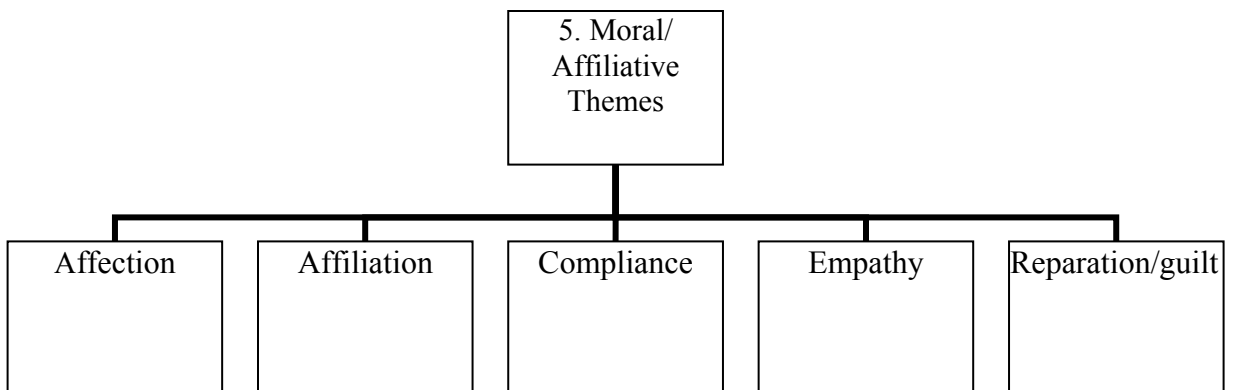 5. Moral/
Affiliative
Themes
Affection
Affiliation
Compliance
Empathy
Reparation/guilt